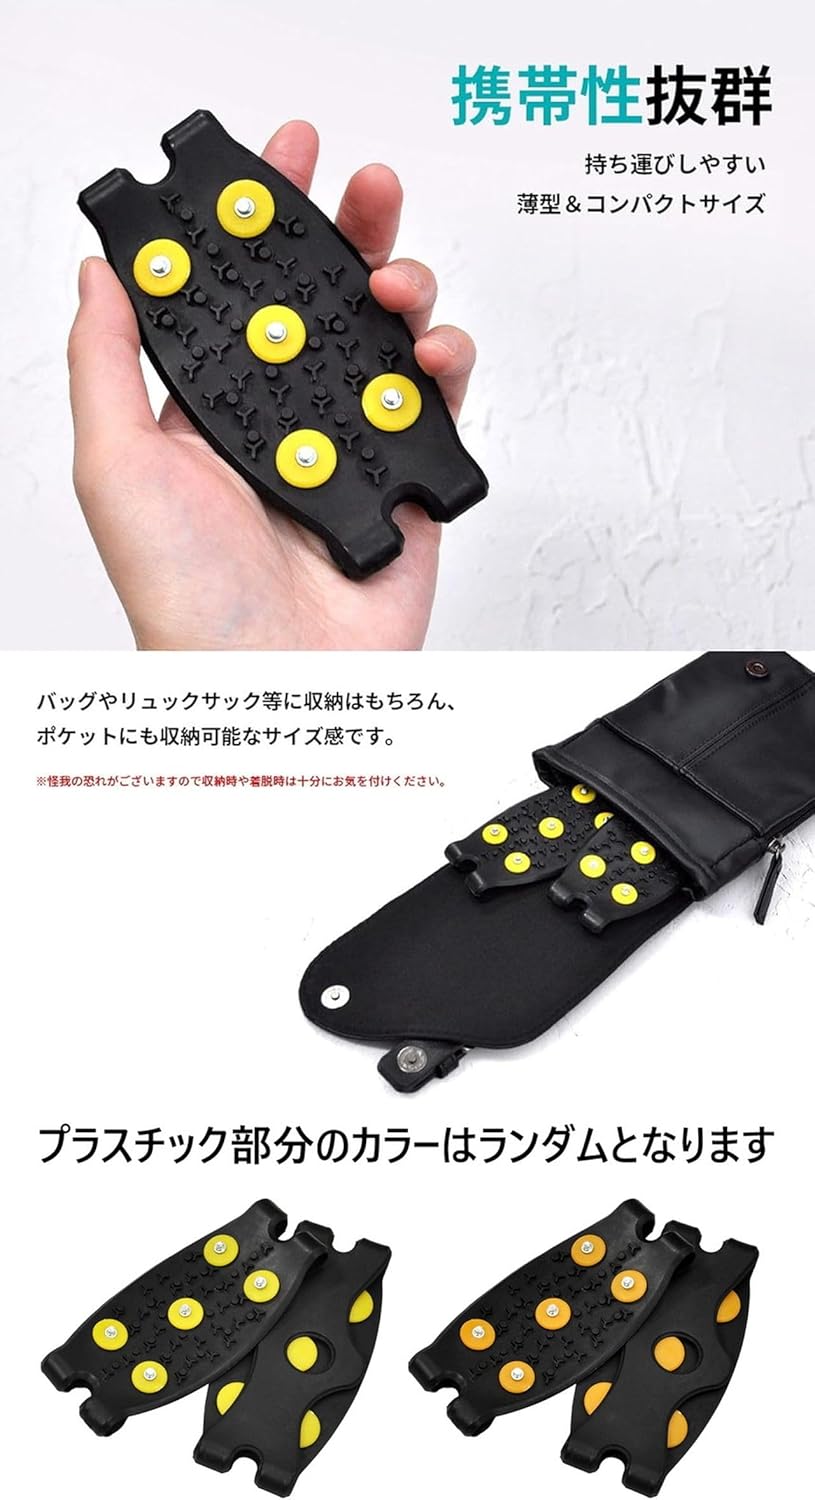 携帯性抜群
持ち運びしやすい
薄型＆コンパクトサイズ
バッグやリュックサック等に収納はもちろん、
ポケットにも収納可能なサイズ感です。
※怪我の恐れがございますので収納時や着脱時は十分にお気を付けください。
プラスチック部分のカラーはランダムとなります